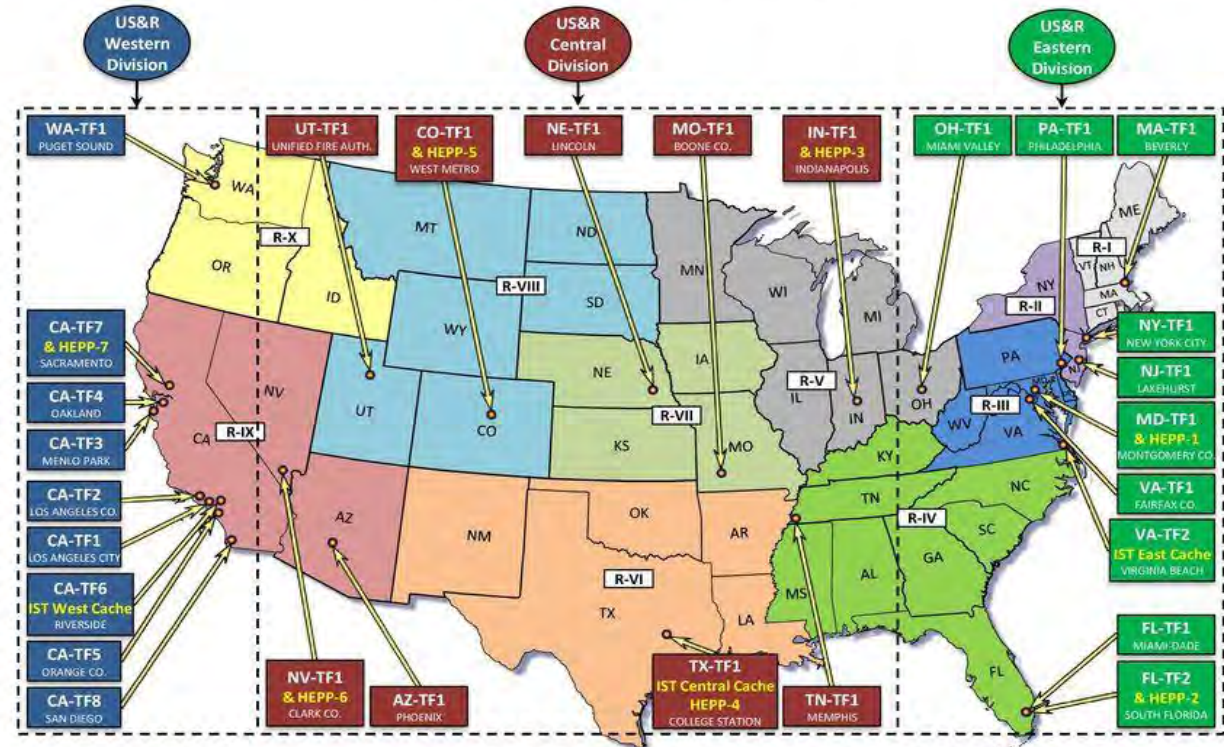 US&R
Western
Division
US&R
Central
Division
US&R
Eastern
Division
WA-TF1
PUGET SOUND
UT-TF1
UNIFIED FIRE AUTH.
CO-TF1
& HEPP-5
WEST METRO
NE-TF1
LINCOLN
MO-TF1
BOONE CO.
IN-TF1
& HEPP-3
INDIANAPOLIS
OH-TF1
MIAMI VALLEY
PA-TF1
PHILADELPHIA
MA-TF1
BEVERLY
CA-TF7
& HEPP-7
SACRAMENTO
CA-TF4
OAKLAND
CA-TF3
MENLO PARK
CA-TF2
LOS ANGELES CO.
CA-TF1
LOS ANGELES CITY
CA-TF6
IST West Cache
RIVERSIDE
CA-TF5
ORANGE CO.
CA-TF8
SAN DIEGO
WA
R-X
OR
ID
MT
ND
R-VIII
SD
WY
NV
UT
CO
CA
R-IX
AZ
NM
NE
IA
R-VII
KS
MO
MN
WI
MI
R-V
IL
IN
OH
OK
AR
R-VI
TX
LA
KY
TN
R-IV
NC
SC
MS
AL
GA
FL
ME
R-I
VT
NH
MA
CT
NY
R-II
PA
NJ
R-III
WV
VA
NY-TF1
NEW YORK CITY
NJ-TF1
LAKEHURST
MD-TF1
& HEPP-1
MONTGOMERY CO.
VA-TF1
FAIRFAX CO.
VA-TF2
IST East Cache
VIRGINIA BEACH
FL-TF1
MIAMI-DADE
FL-TF2
& HEPP-2
SOUTH FLORIDA
NV-TF1
& HEPP-6
CLARK CO.
AZ-TF1
PHOENIX
TX-TF1
IST Central Cache
HEPP-4
COLLEGE STATION
TN-TF1
MEMPHIS